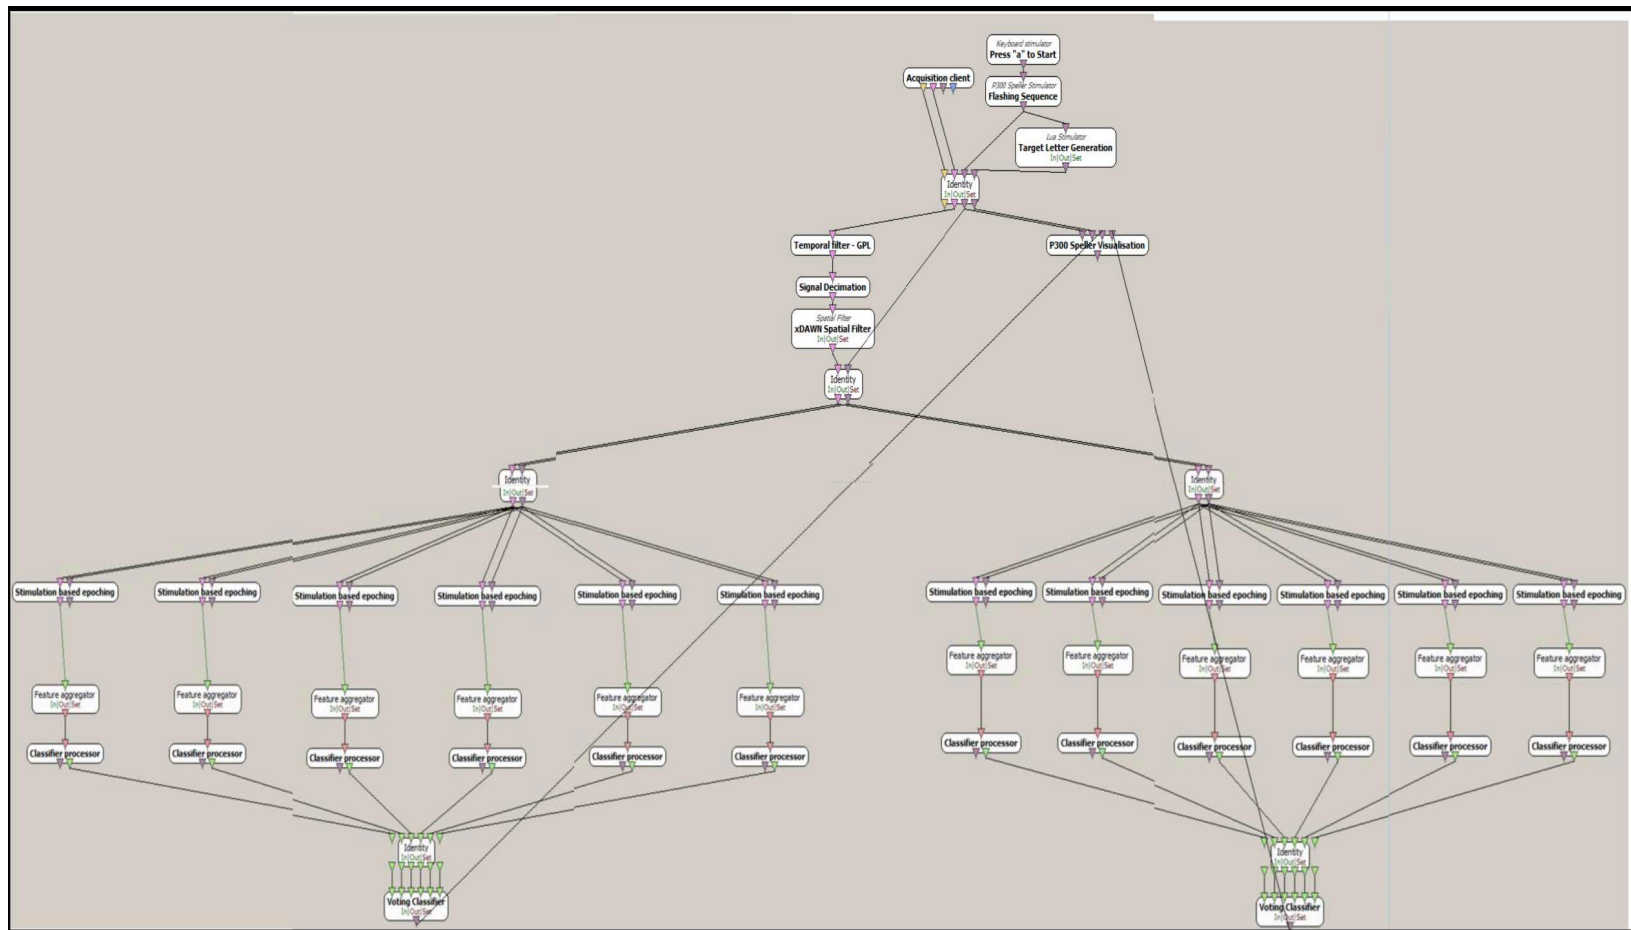 Keyboard stimulator
Press "a" to Start
Acquisition client
P300 Speller Stimulator
Flashing Sequence
Lua Stimulator
Target Letter Generation
In|Out|Set
Identity
In|Out|Set
Temporal filter - GPL
P300 Speller Visualisation
Signal Decimation
Spatial Filter
xDAWN Spatial Filter
In|Out|Set
Identity
In|Out|Set
Identity
In|Out|Set
Identity
In|Out|Set
Stimulation based epoching
Stimulation based epoching
Stimulation based epoching
Stimulation based epoching
Stimulation based epoching
Stimulation based epoching
Stimulation based epoching
Stimulation based epoching
Stimulation based epoching
Stimulation based epoching
Stimulation based epoching
Stimulation based epoching
Feature aggregator
In|Out|Set
Feature aggregator
In|Out|Set
Feature aggregator
In|Out|Set
Feature aggregator
In|Out|Set
Feature aggregator
In|Out|Set
Feature aggregator
In|Out|Set
Feature aggregator
In|Out|Set
Feature aggregator
In|Out|Set
Feature aggregator
In|Out|Set
Feature aggregator
In|Out|Set
Feature aggregator
In|Out|Set
Feature aggregator
In|Out|Set
Classifier processor
Classifier processor
Classifier processor
Classifier processor
Classifier processor
Classifier processor
Classifier processor
Classifier processor
Classifier processor
Classifier processor
Classifier processor
Classifier processor
Identity
In|Out|Set
Identity
In|Out|Set
Voting Classifier
In|Out|Set
Voting Classifier
In|Out|Set